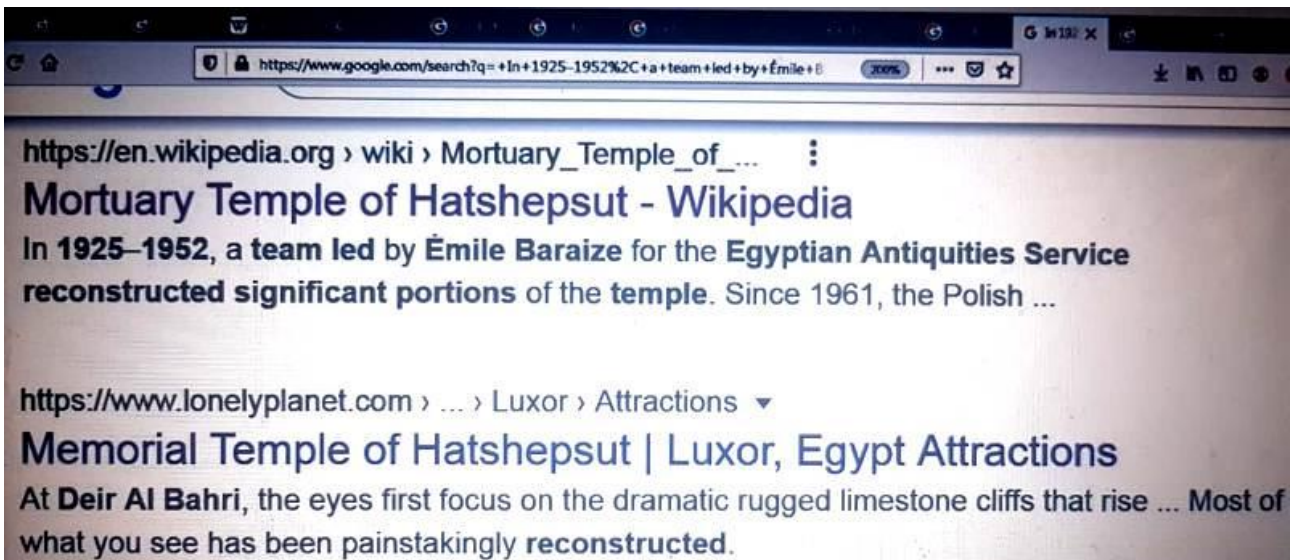 G In 192
https://www.google.com/search?q=+In+1925–1952%2C+a+team+led+by+Émile+B
200%
https://en.wikipedia.org › wiki › Mortuary_Temple_of_...
Mortuary Temple of Hatshepsut - Wikipedia
In 1925–1952, a team led by Émile Baraize for the Egyptian Antiquities Service
reconstructed significant portions of the temple. Since 1961, the Polish ...
https://www.lonelyplanet.com › ... › Luxor › Attractions
Memorial Temple of Hatshepsut | Luxor, Egypt Attractions
At Deir Al Bahri, the eyes first focus on the dramatic rugged limestone cliffs that rise ... Most of
what you see has been painstakingly reconstructed.